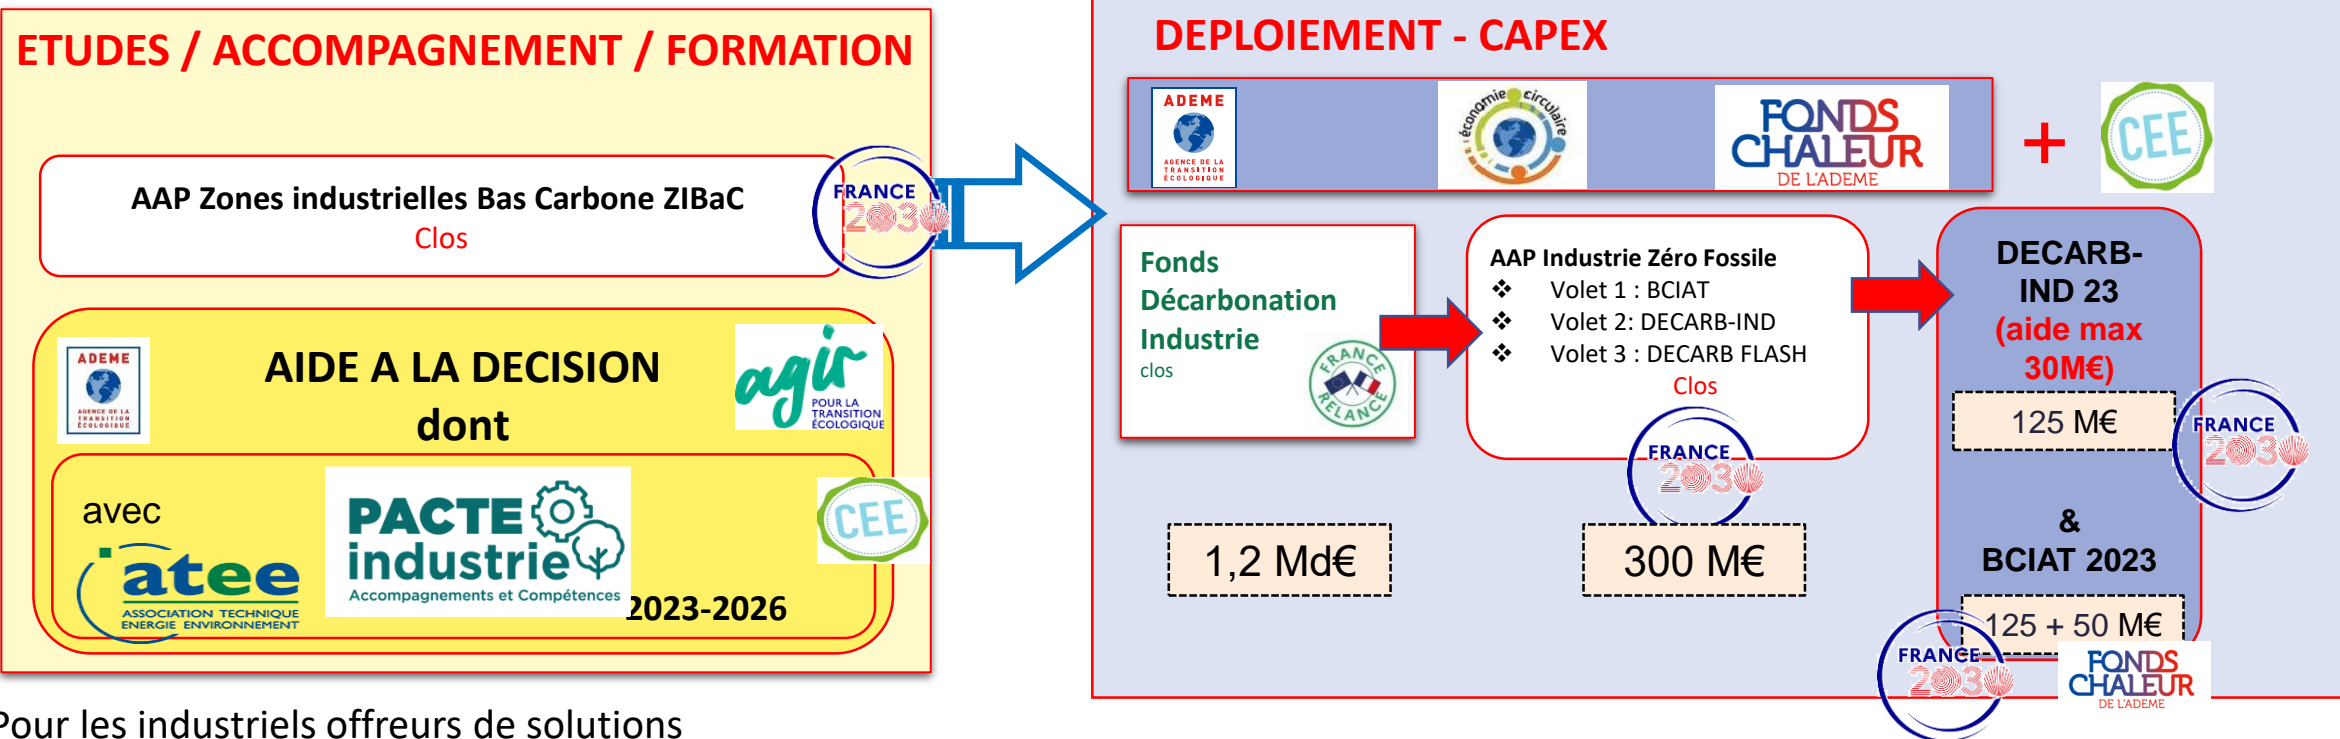 ETUDES / ACCOMPAGNEMENT / FORMATION
AAP Zones industrielles Bas Carbone ZIBaC
Clos
FRANCE
2030
ADEME
AGENCE DE LA
TRANSITION
ÉCOLOGIQUE
AIDE A LA DECISION
dont
agir
POUR LA
TRANSITION
ÉCOLOGIQUE
avec
atee
ASSOCIATION TECHNIQUE
ENERGIE ENVIRONNEMENT
PACTE
industrie
Accompagnements et Compétences
2023-2026
CEE
Pour les industriels offreurs de solutions
DEPLOIEMENT - CAPEX
ADEME
AGENCE DE LA
TRANSITION
ÉCOLOGIQUE
économie circulaire
FONDS
CHALEUR
DE L'ADEME
+
CEE
Fonds
Décarbonation
Industrie
clos
FRANCE
RELANCE
1,2 Md€
AAP Industrie Zéro Fossile
❖ Volet 1 : BCIAT
❖ Volet 2: DECARB-IND
❖ Volet 3 : DECARB FLASH
Clos
FRANCE
2030
300 M€
DECARB-
IND 23
(aide max
30M€)
125 M€
FRANCE
2030
&
BCIAT 2023
125 + 50 M€
FRANCE
2030
FONDS
CHALEUR
DE L'ADEME